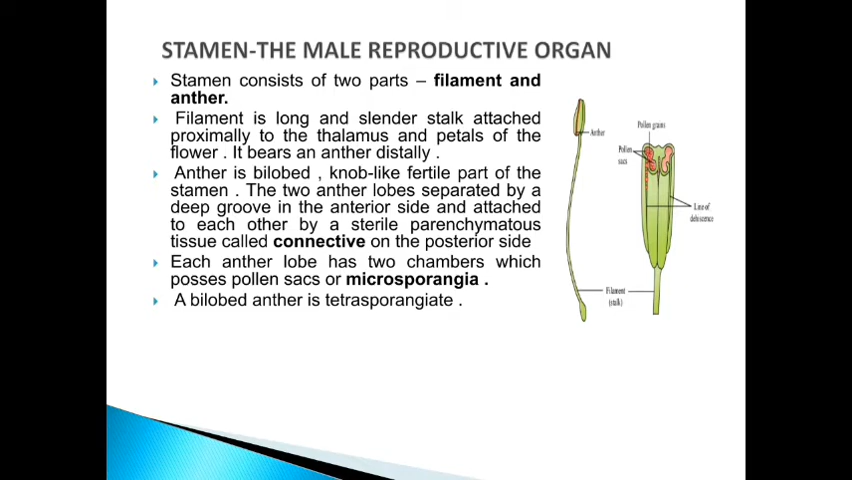 STAMEN-THE MALE REPRODUCTIVE ORGAN
Stamen consists of two parts – filament and
anther.
Filament is long and slender stalk attached
proximally to the thalamus and petals of the
flower . It bears an anther distally .
Anther is bilobed , knob-like fertile part of the
stamen . The two anther lobes separated by a
deep groove in the anterior side and attached
to each other by a sterile parenchymatous
tissue called connective on the posterior side
Each anther lobe has two chambers which
posses pollen sacs or microsporangia .
A bilobed anther is tetrasporangiate .
Anther
Pollen grains
Pollen
sacs
Line of
dehiscence
Filament
(stalk)